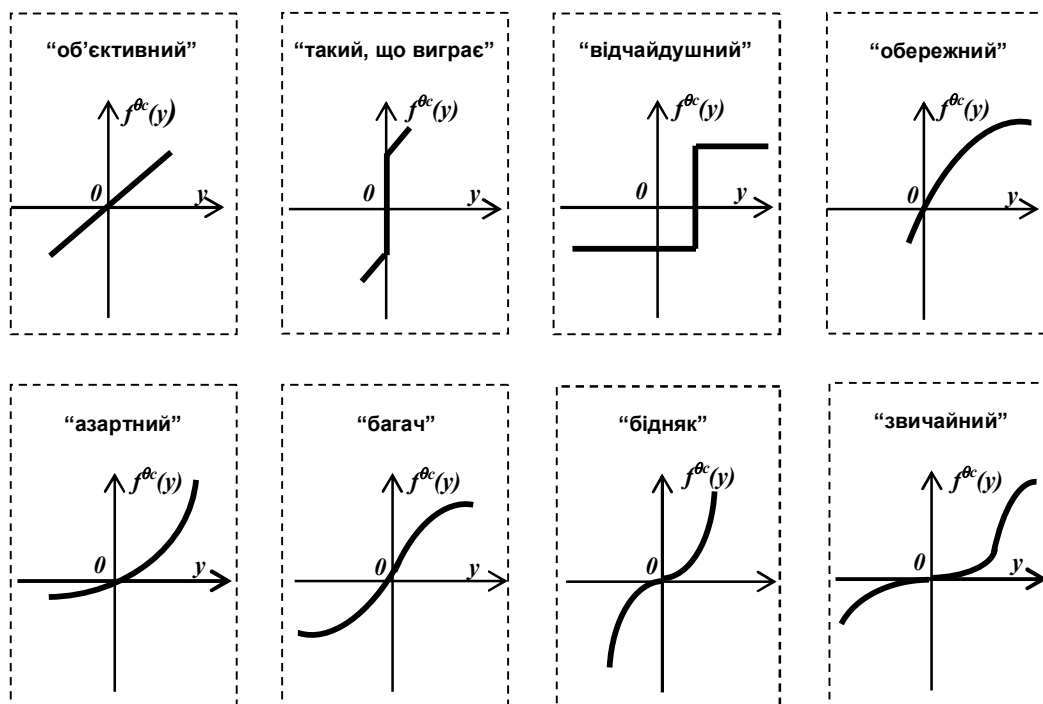 “об’єктивний”
“такий, що виграє”
“відчайдушний”
“обережний”
f^θc(y)
f^θc(y)
f^θc(y)
f^θc(y)
0
y
0
y
0
y
0
y
“азартний”
“багач”
“бідняк”
“звичайний”
f^θc(y)
f^θc(y)
f^θc(y)
f^θc(y)
0
y
0
y
0
0
y